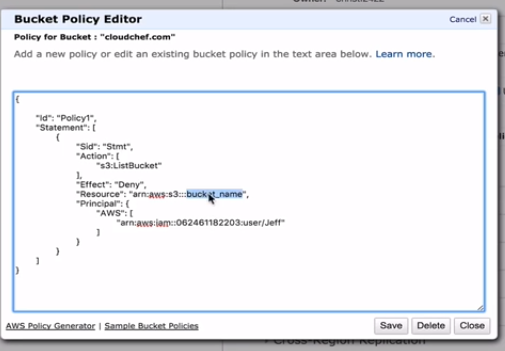 Bucket Policy Editor
Cancel
Policy for Bucket : "cloudchef.com"
Add a new policy or edit an existing bucket policy in the text area below. Learn more.
{
"Id": "Policy1",
"Statement": [
{
"Sid": "Stmt",
"Action": [
"s3:ListBucket"
],
"Effect": "Deny",
"Resource": "arn:aws:s3:::bucket_name",
"Principal": {
"AWS": [
"arn:aws:iam::062461182203:user/Jeff"
]
}
}
]
}
AWS Policy Generator | Sample Bucket Policies
Save
Delete
Close
Cross-Region Replication